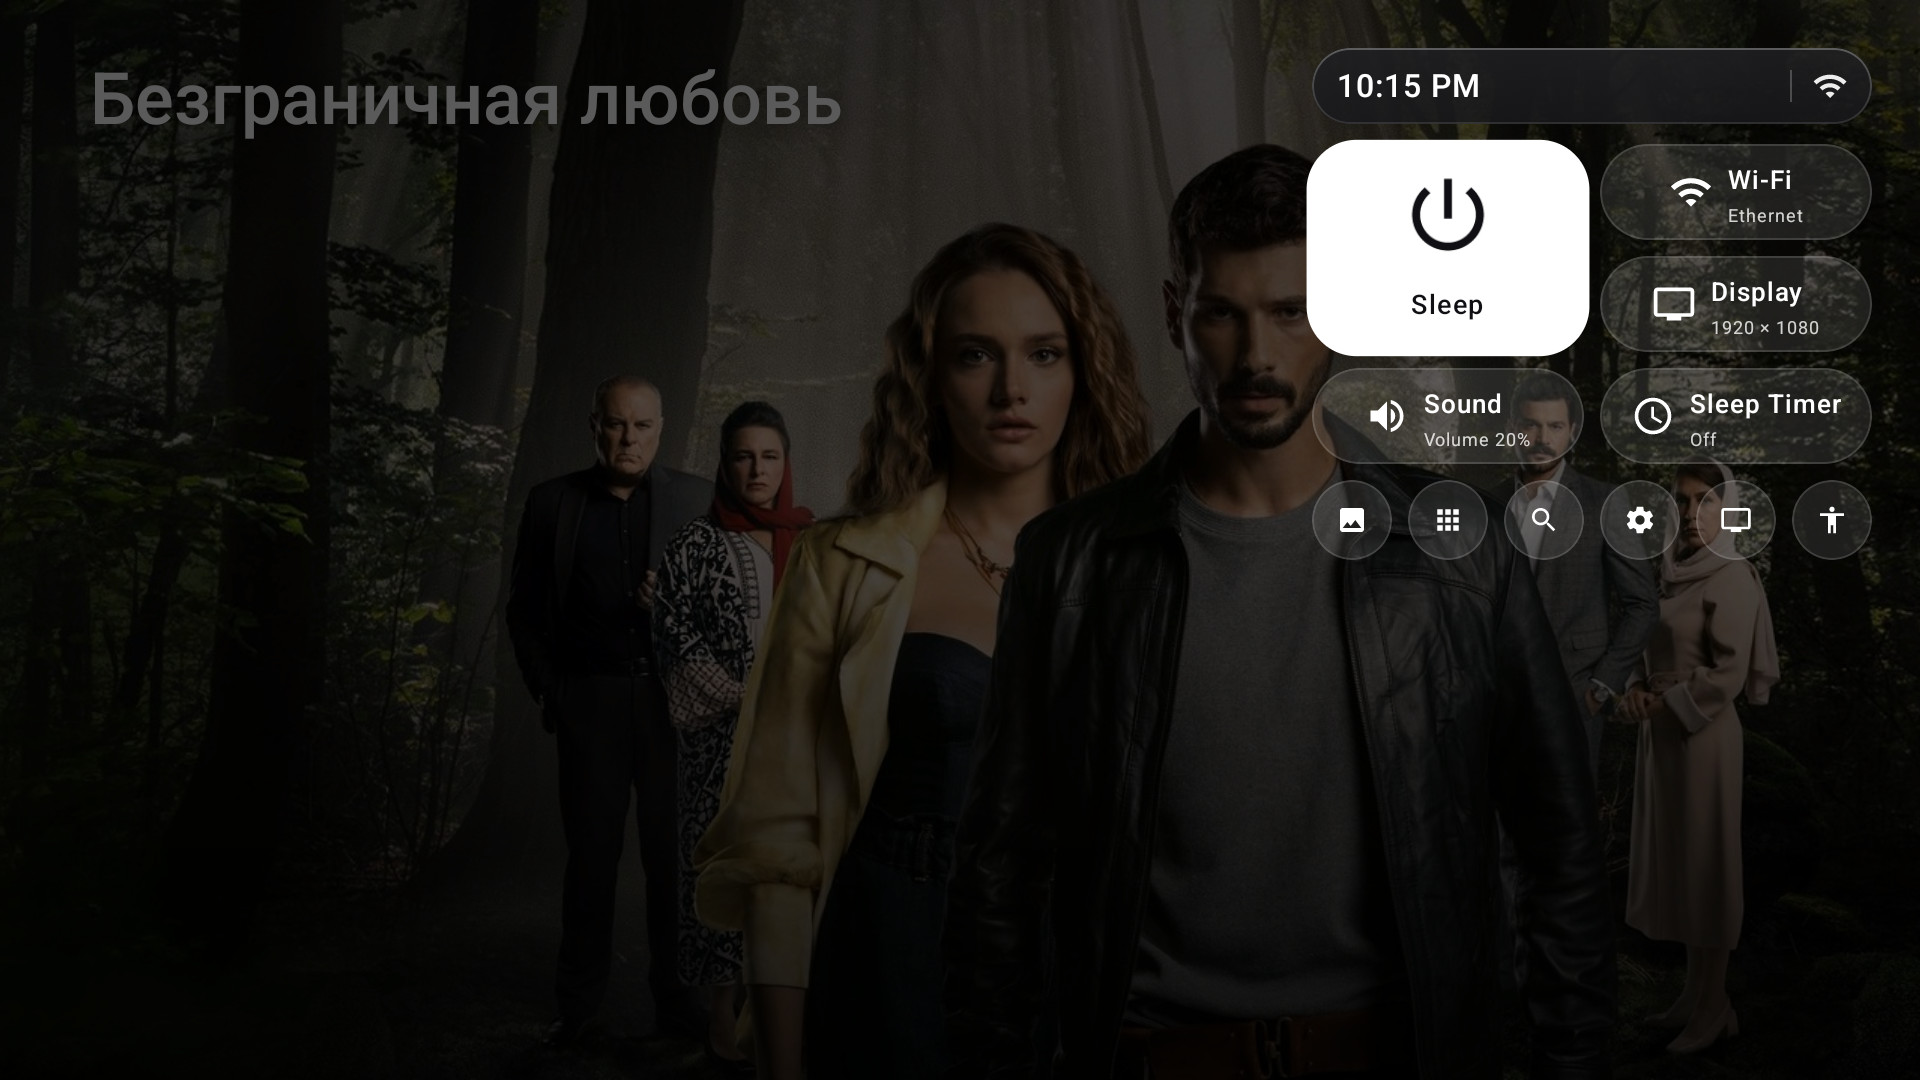 Безграничная любовь
10:15 PM
Sleep
Wi-Fi
Ethernet
Display
1920 × 1080
Sound
Volume 20%
Sleep Timer
Off